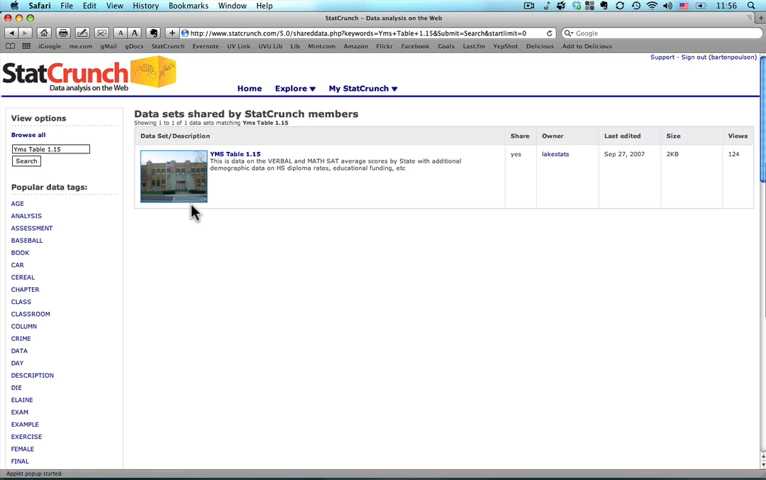 Safari File Edit View History Bookmarks Window Help 11:56
StatCrunch – Data analysis on the Web
http://www.statcrunch.com/5.0/shareddata.php?keywords=Yms+Table+1.15&Submit=Search&startlimit=0 Google
iGoogle me.com gMail gDocs StatCrunch Evernote UV Link UVU Lib Mint.com Amazon Flickr Facebook Goals Last.fm YepShot Delicious Add to Delicious
Support - Sign out (bartonpoulson)
StatCrunch
Data analysis on the Web
Home Explore My StatCrunch
View options
Browse all
Yms Table 1.15
Search
Popular data tags:
AGE
ANALYSIS
ASSESSMENT
BASEBALL
BOOK
CAR
CEREAL
CHAPTER
CLASS
CLASSROOM
COLUMN
CRIME
DATA
DAY
DESCRIPTION
DIE
ELAINE
EXAM
EXAMPLE
EXERCISE
FEMALE
FINAL
Data sets shared by StatCrunch members
Showing 1 to 1 of 1 data sets matching Yms Table 1.15
Data Set/Description Share Owner Last edited Size Views
YMS Table 1.15 yes lakestats Sep 27, 2007 2KB 124
This is data on the VERBAL and MATH SAT average scores by State with additional
demographic data on HS diploma rates, educational funding, etc
Applet popup started